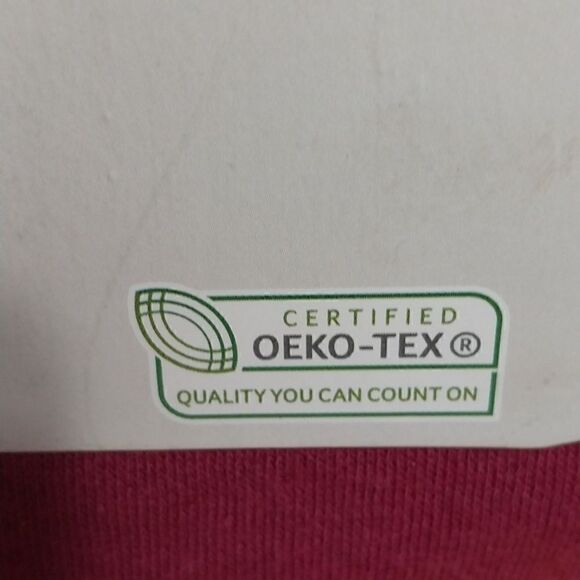 CERTIFIED
OEKO-TEX®
QUALITY YOU CAN COUNT ON